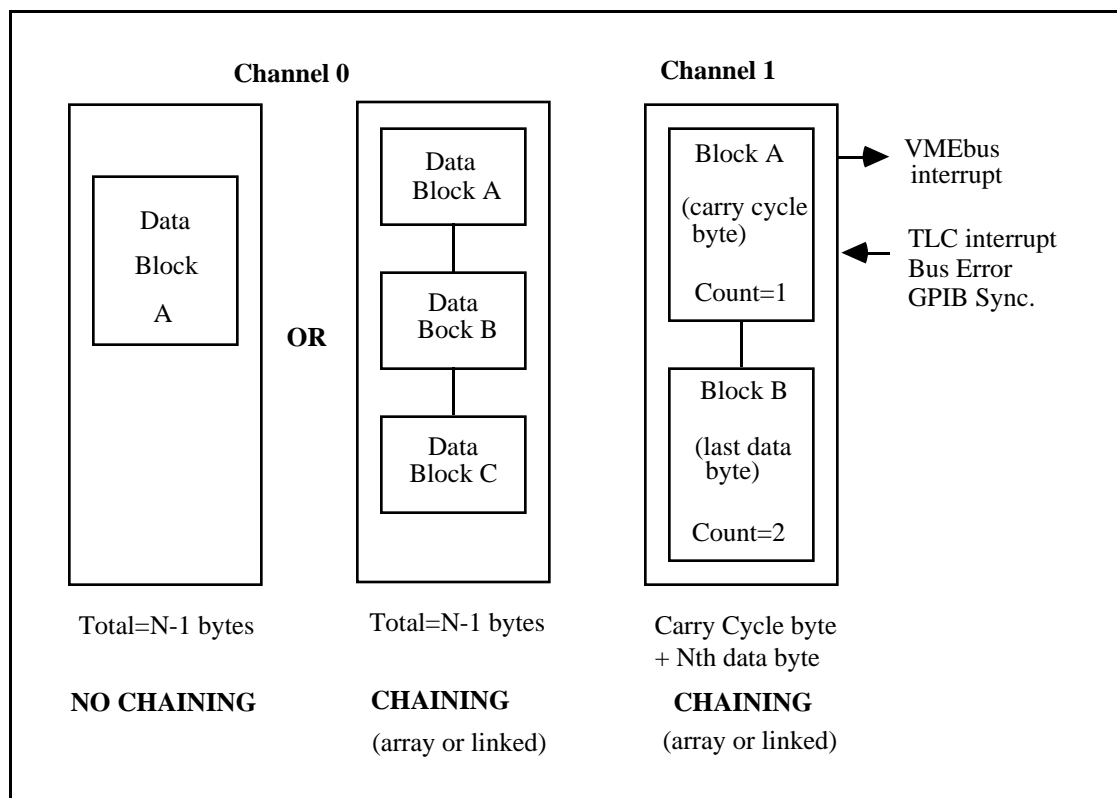 Channel 0
Channel 1
Data
Block
A
OR
Data
Block A
Data
Bock B
Data
Block C
Block A
(carry cycle
byte)
Count=1
Block B
(last data
byte)
Count=2
VMEbus
interrupt
TLC interrupt
Bus Error
GPIB Sync.
Total=N-1 bytes
NO CHAINING
Total=N-1 bytes
CHAINING
(array or linked)
Carry Cycle byte
+ Nth data byte
CHAINING
(array or linked)